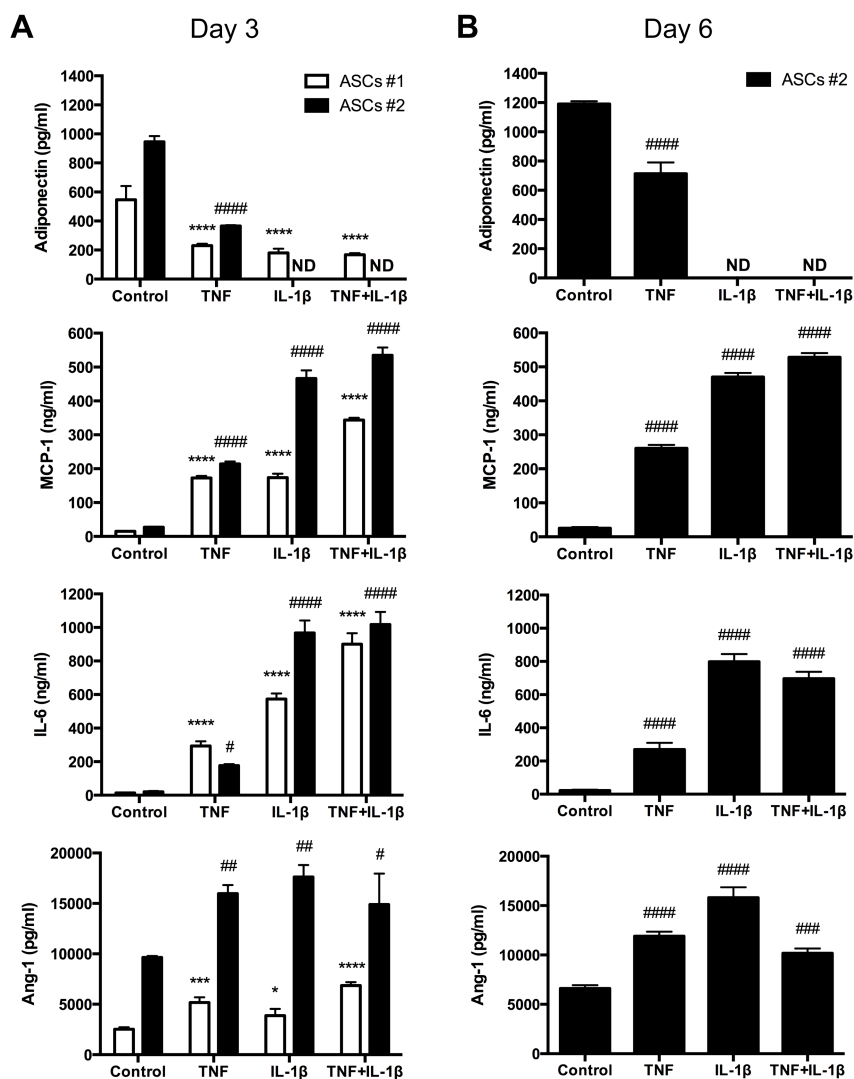 A Day 3
Adiponectin (pg/ml)
1400
1200
1000
800
600
400
200
0
ASCs #1
ASCs #2
**** #### **** ND **** ND
Control TNF IL-1β TNF+IL-1β
MCP-1 (ng/ml)
600
500
400
300
200
100
0
**** #### **** #### **** ####
Control TNF IL-1β TNF+IL-1β
IL-6 (ng/ml)
1200
1000
800
600
400
200
0
**** # **** #### **** ####
Control TNF IL-1β TNF+IL-1β
Ang-1 (pg/ml)
20000
15000
10000
5000
0
*** ## * ## **** #
Control TNF IL-1β TNF+IL-1β
B Day 6
Adiponectin (pg/ml)
1400
1200
1000
800
600
400
200
0
ASCs #2
#### ND ND
Control TNF IL-1β TNF+IL-1β
MCP-1 (ng/ml)
600
500
400
300
200
100
0
#### #### ####
Control TNF IL-1β TNF+IL-1β
IL-6 (ng/ml)
1200
1000
800
600
400
200
0
#### #### ####
Control TNF IL-1β TNF+IL-1β
Ang-1 (pg/ml)
20000
15000
10000
5000
0
#### #### ###
Control TNF IL-1β TNF+IL-1β